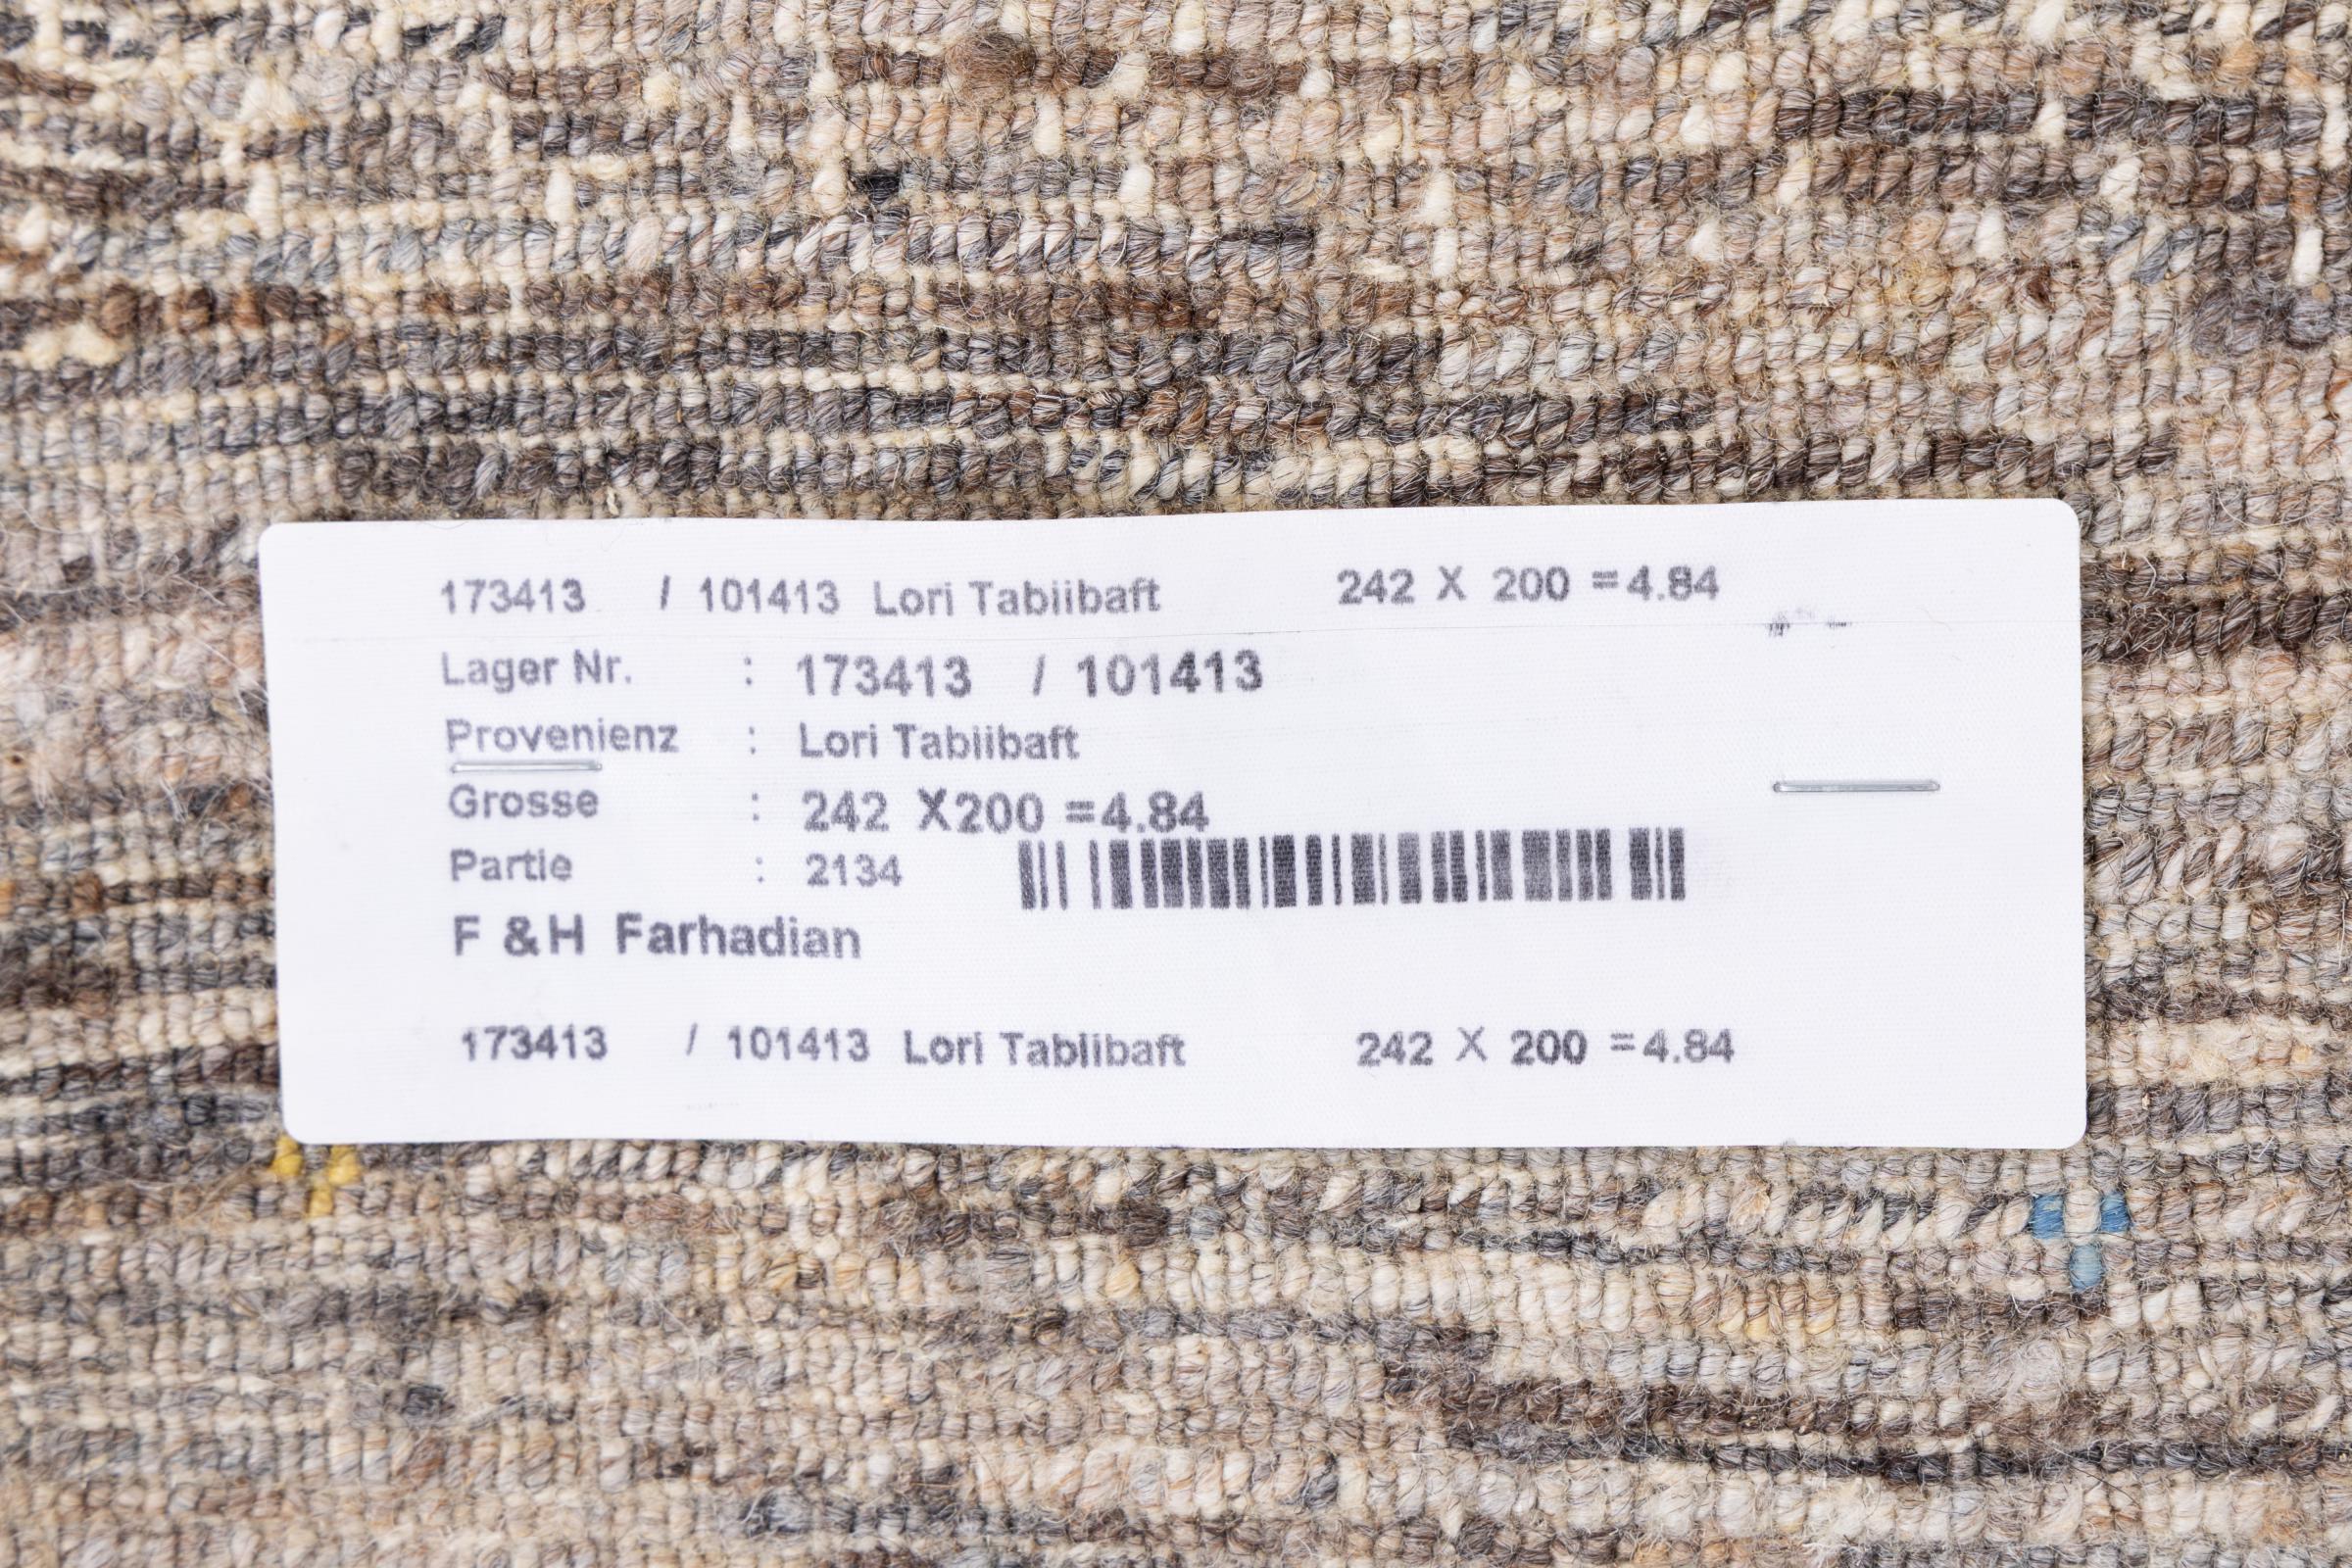 173413 / 101413 Lori Tabiibaft 242 X 200 =4.84
Lager Nr. : 173413 / 101413
Provenienz : Lori Tabiibaft
Grosse : 242 X200 =4.84
Partie : 2134
F & H Farhadian
173413 / 101413 Lori Tabiibaft 242 X 200 =4.84